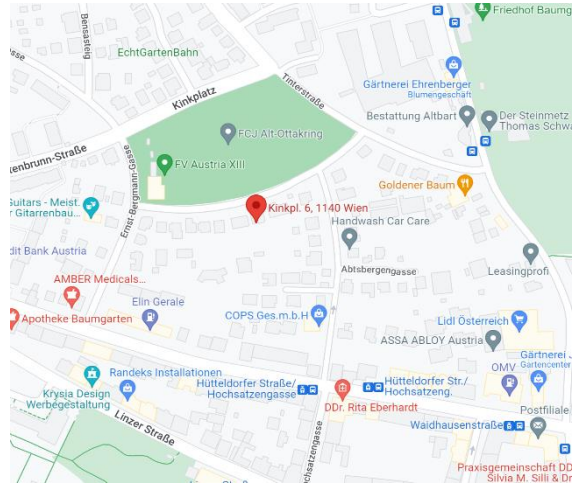 Friedhof Baumg
Bensasteig
EchtGartenBahn
Kinkplatz
Tinterstraße
Gärtnerei Ehrenberger
Blumengeschäft
FCJ Alt-Ottakring
Bestattung Altbart
Der Steinmetz
Thomas Schwa
tenbrunn-Straße
FV Austria XIII
Goldener Baum
Ernst-Bergmann-Gasse
Kinkpl. 6, 1140 Wien
Guitars - Meist.
r Gitarrenbau...
Handwash Car Care
dit Bank Austria
Abtsbergengasse
Leasingprofi
AMBER Medicals...
Elin Gerale
Apotheke Baumgarten
COPS Ges.m.b.H
Lidl Österreich
ASSA ABLOY Austria
Gärtnerei J
Gartencenter
Randeks Installationen
OMV
Krysia Design
Werbegestaltung
Hütteldorfer Straße/
Hochsatzengasse
Hütteldorfer Str./
Hochsatzeng.
DDr. Rita Eberhardt
Postfiliale
Linzer Straße
Waidhausenstraße
chsatzengasse
Praxisgemeinschaft DD
Silvia M. Silli & Dr